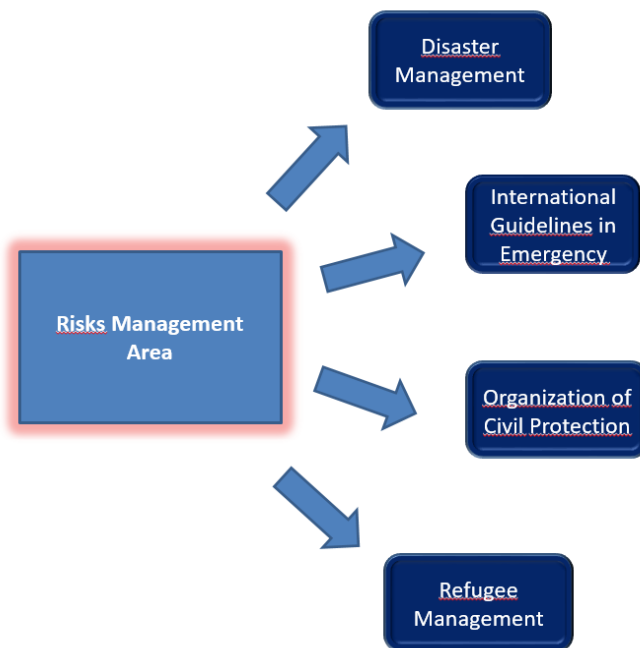 Disaster
Management
International
Guidelines in
Emergency
Risks Management
Area
Organization of
Civil Protection
Refugee
Management